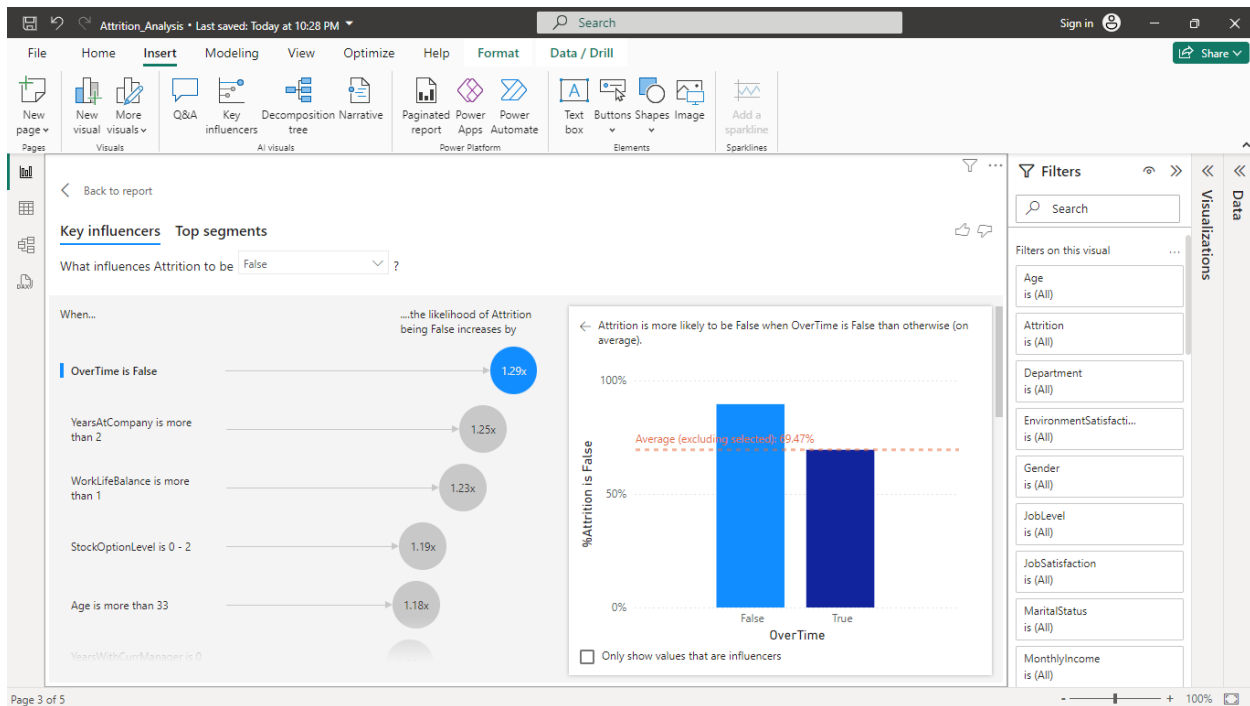 Attrition_Analysis • Last saved: Today at 10:28 PM
Search
Sign in
File Home Insert Modeling View Optimize Help Format Data / Drill
Share
New page
New visual
More visuals
Q&A
Key influencers
Decomposition tree
Narrative
Paginated report
Power Apps
Power Automate
Text box
Buttons
Shapes
Image
Add a sparkline
Pages
Visuals
AI visuals
Power Platform
Elements
Sparklines
Back to report
Key influencers Top segments
What influences Attrition to be False ?
When...
....the likelihood of Attrition
being False increases by
OverTime is False
1.29x
YearsAtCompany is more
than 2
1.25x
WorkLifeBalance is more
than 1
1.23x
StockOptionLevel is 0 - 2
1.19x
Age is more than 33
1.18x
YearsWithCurrManager is 0
Attrition is more likely to be False when OverTime is False than otherwise (on
average).
%Attrition is False
100%
50%
0%
Average (excluding selected): 69.47%
False
True
OverTime
Only show values that are influencers
Filters
Search
Filters on this visual
Age
is (All)
Attrition
is (All)
Department
is (All)
EnvironmentSatisfacti...
is (All)
Gender
is (All)
JobLevel
is (All)
JobSatisfaction
is (All)
MaritalStatus
is (All)
MonthlyIncome
is (All)
Visualizations
Data
DAX
Page 3 of 5
- + 100%